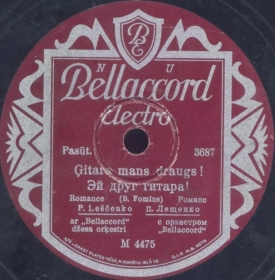 N U
Bellaccord
Electro
Pasūt. 3687
Ģitara mans draugs!
Эй, друг гитара!
Romance (B. Fomins) Романс
P. Leščenko П. Лещенко
ar „Bellaccord” с оркестром
džesa orķestri „Bellaccord”
M 4475